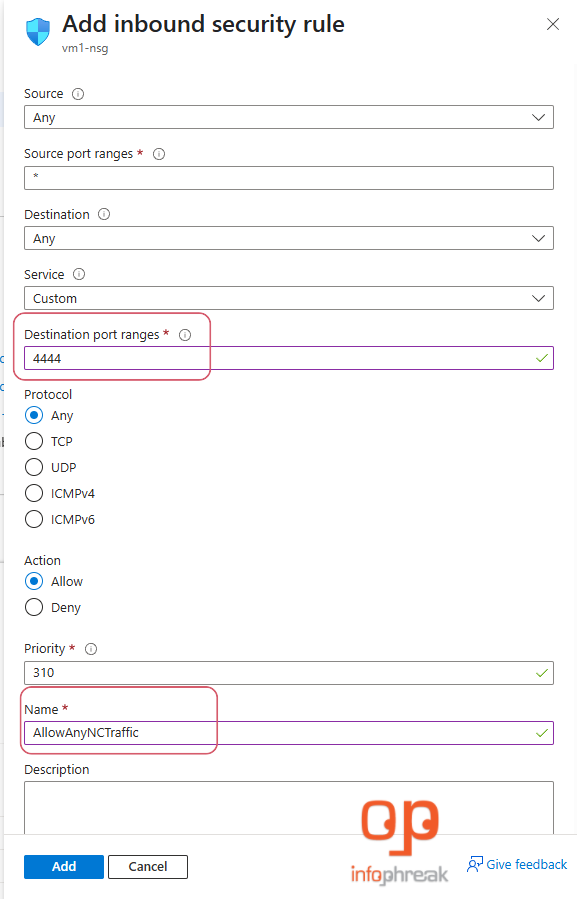 Add inbound security rule
vm1-nsg
Source
Any
Source port ranges *
*
Destination
Any
Service
Custom
Destination port ranges *
4444
Protocol
Any
TCP
UDP
ICMPv4
ICMPv6
Action
Allow
Deny
Priority *
310
Name *
AllowAnyNCTraffic
Description
Add
Cancel
infophreak
Give feedback